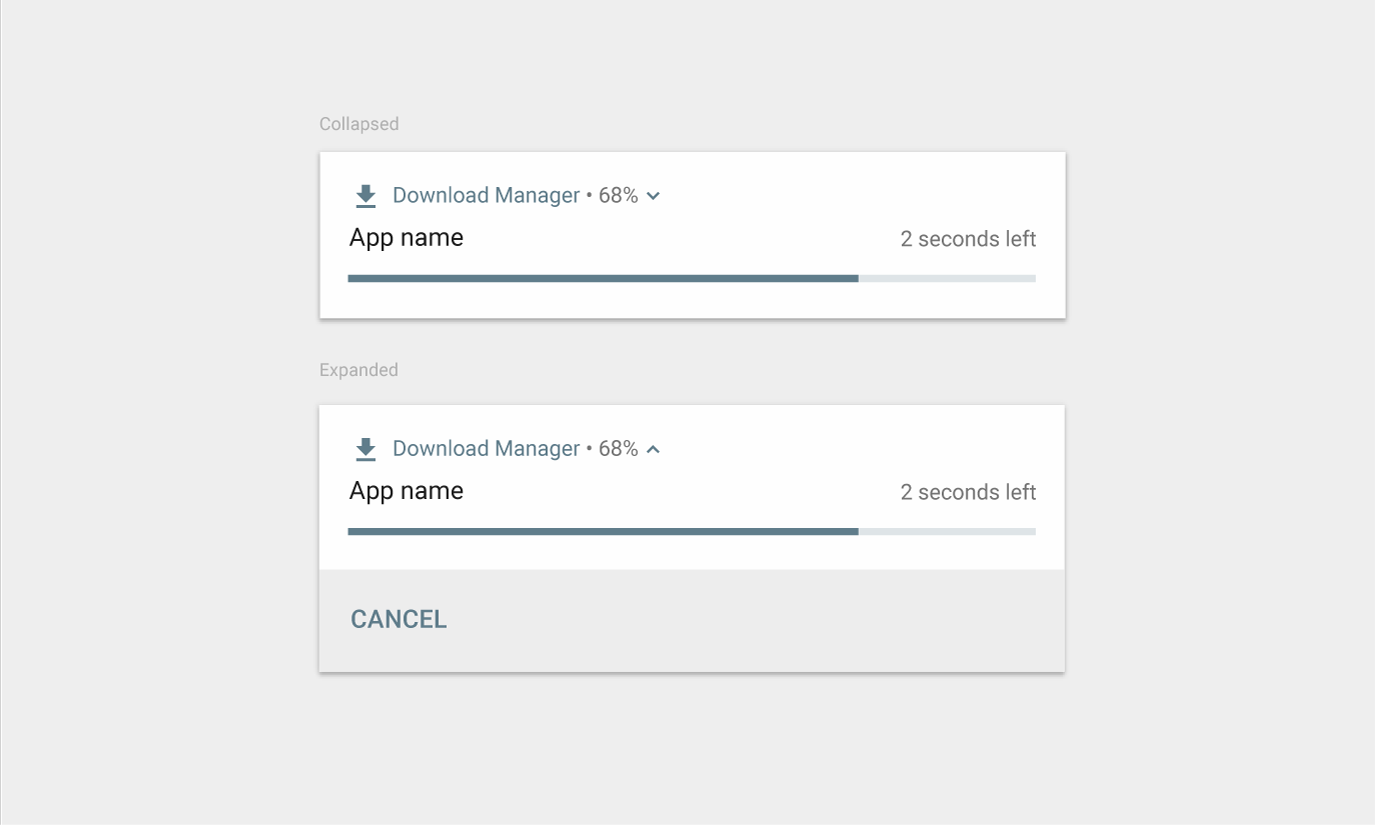 Collapsed
Download Manager • 68%
App name
2 seconds left
Expanded
Download Manager • 68%
App name
2 seconds left
CANCEL